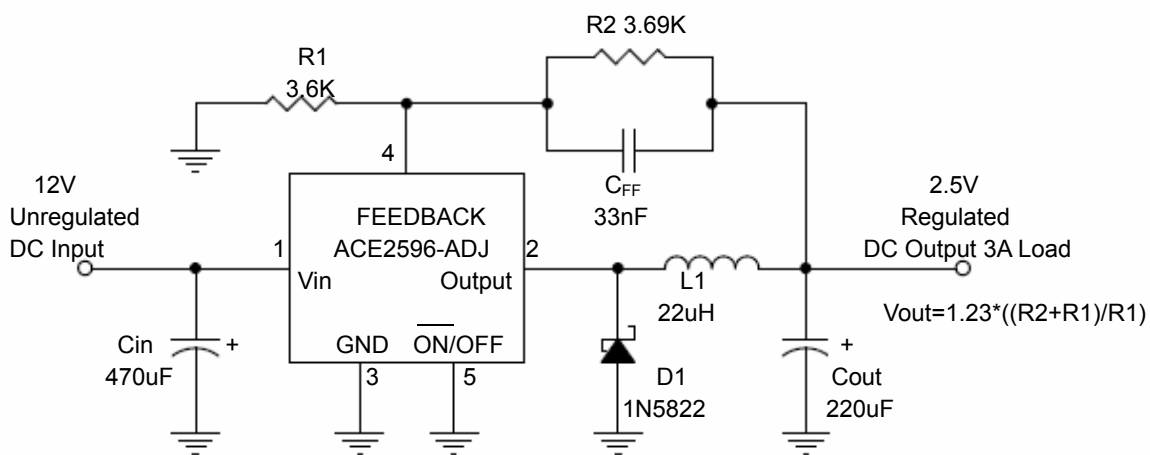 R2 3.69K
R1
3.6K
4
C_FF
33nF
12V
Unregulated
DC Input
2.5V
Regulated
DC Output 3A Load
FEEDBACK
ACE2596-ADJ
1
2
Vin
Output
L1
22uH
Vout=1.23*((R2+R1)/R1)
GND
O̅N̅/OFF
Cin
+
470uF
3
5
D1
1N5822
+
Cout
220uF